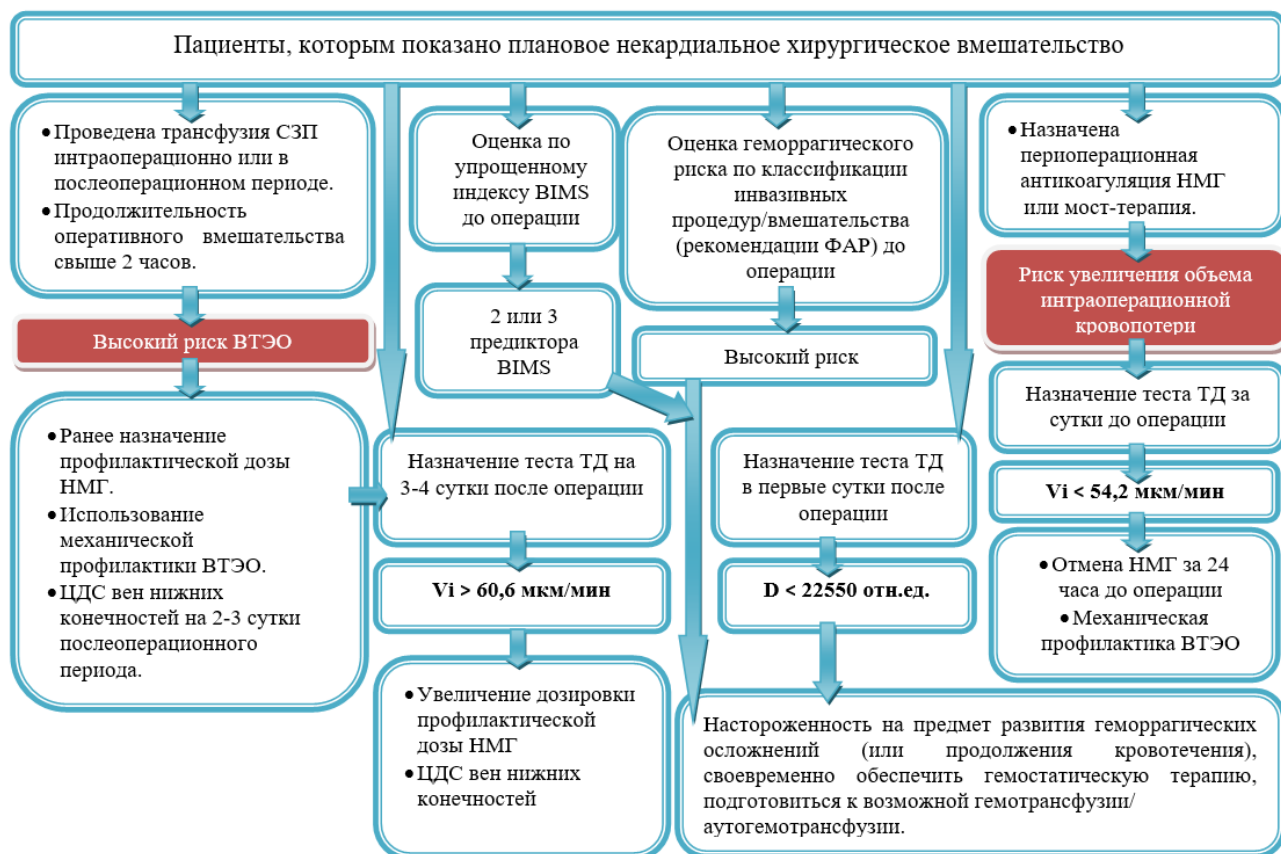 Пациенты, которым показано плановое некардиальное хирургическое вмешательство
• Проведена трансфузия СЗП
интраоперационно или в
послеоперационном периоде.
• Продолжительность
оперативного вмешательства
свыше 2 часов.
Высокий риск ВТЭО
• Ранее назначение
профилактической дозы
НМГ.
• Использование
механической
профилактики ВТЭО.
• ЦДС вен нижних
конечностей на 2-3 сутки
послеоперационного
периода.
Оценка по
упрощенному
индексу BIMS
до операции
2 или 3
предиктора
BIMS
Назначение теста ТД на
3-4 сутки после операции
Vi > 60,6 мкм/мин
• Увеличение дозировки
профилактической
дозы НМГ
• ЦДС вен нижних
конечностей
Оценка геморрагического
риска по классификации
инвазивных
процедур/вмешательства
(рекомендации ФАР) до
операции
Высокий риск
Назначение теста ТД
в первые сутки после
операции
D < 22550 отн.ед.
Настороженность на предмет развития геморрагических
осложнений (или продолжения кровотечения),
своевременно обеспечить гемостатическую терапию,
подготовиться к возможной гемотрансфузии/
аутогемотрансфузии.
• Назначена
периоперационная
антикоагуляция НМГ
или мост-терапия.
Риск увеличения объема
интраоперационной
кровопотери
Назначение теста ТД за
сутки до операции
Vi < 54,2 мкм/мин
• Отмена НМГ за 24
часа до операции
• Механическая
профилактика ВТЭО